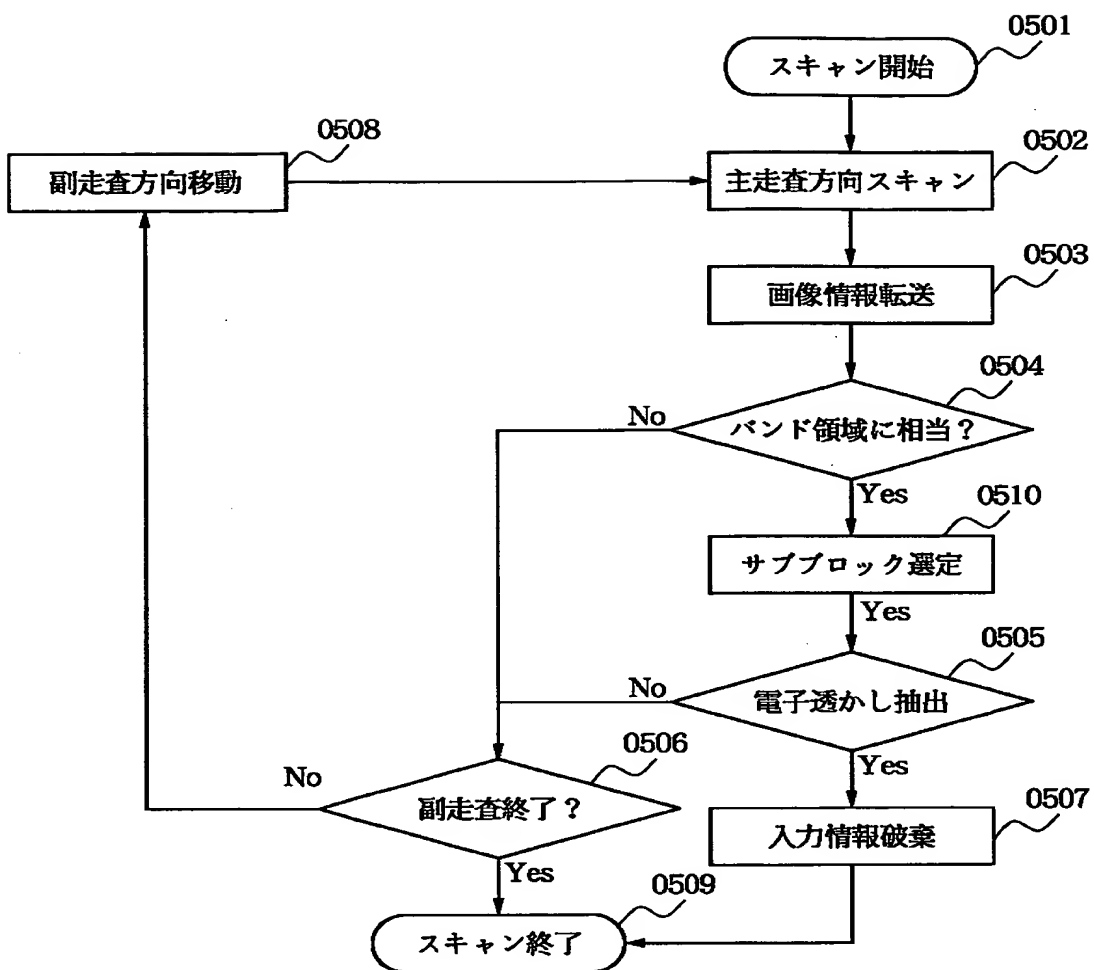 0501
スキャン開始
0508
0502
副走査方向移動
主走査方向スキャン
0503
画像情報転送
0504
No
バンド領域に相当?
Yes
0510
サブブロック選定
Yes
0505
No
電子透かし抽出
0506
No
Yes
副走査終了?
0507
入力情報破棄
Yes
0509
スキャン終了